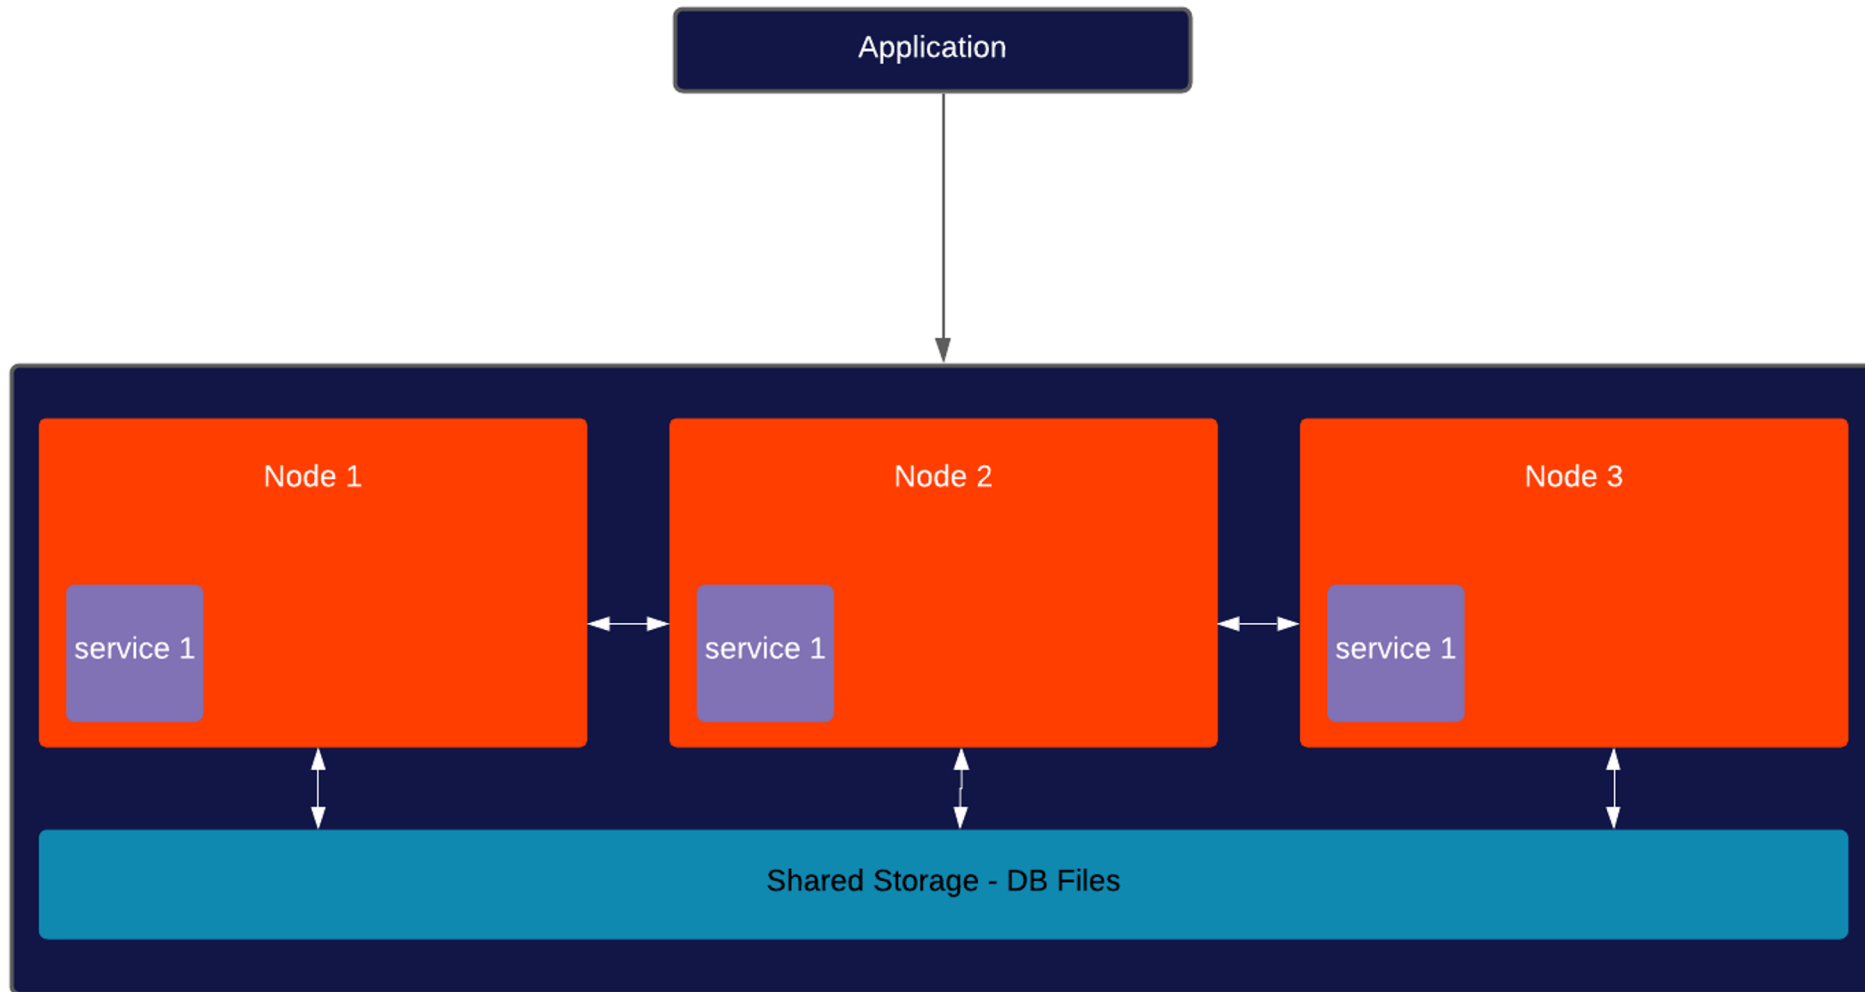 Application
Node 1
Node 2
Node 3
service 1
service 1
service 1
Shared Storage - DB Files